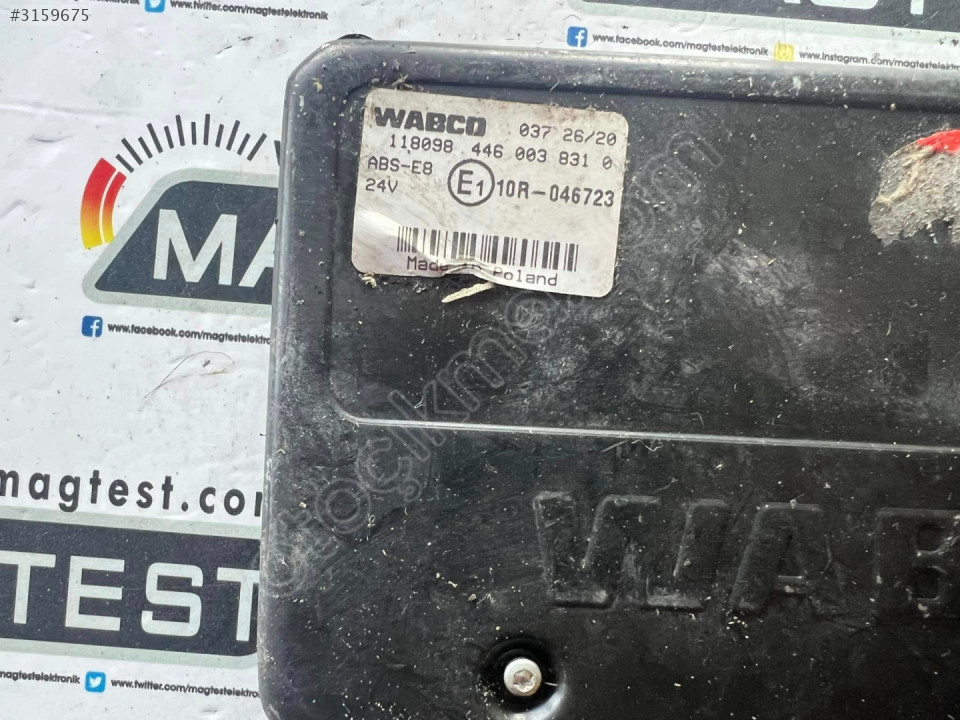 #3159675
www.twitter.com/magtestelektronik
www.facebook.com/magtestelektronik
www.instagram.com/magtestelektronik
WABCO 037 26/20
118098 446 003 831 0
ABS-E8
24V
E1 10R-046723
Made in Poland
MA
www.facebook.com/magtestelektronik
magtest.com
TEST
WAB
www.twitter.com/magtestelektronik